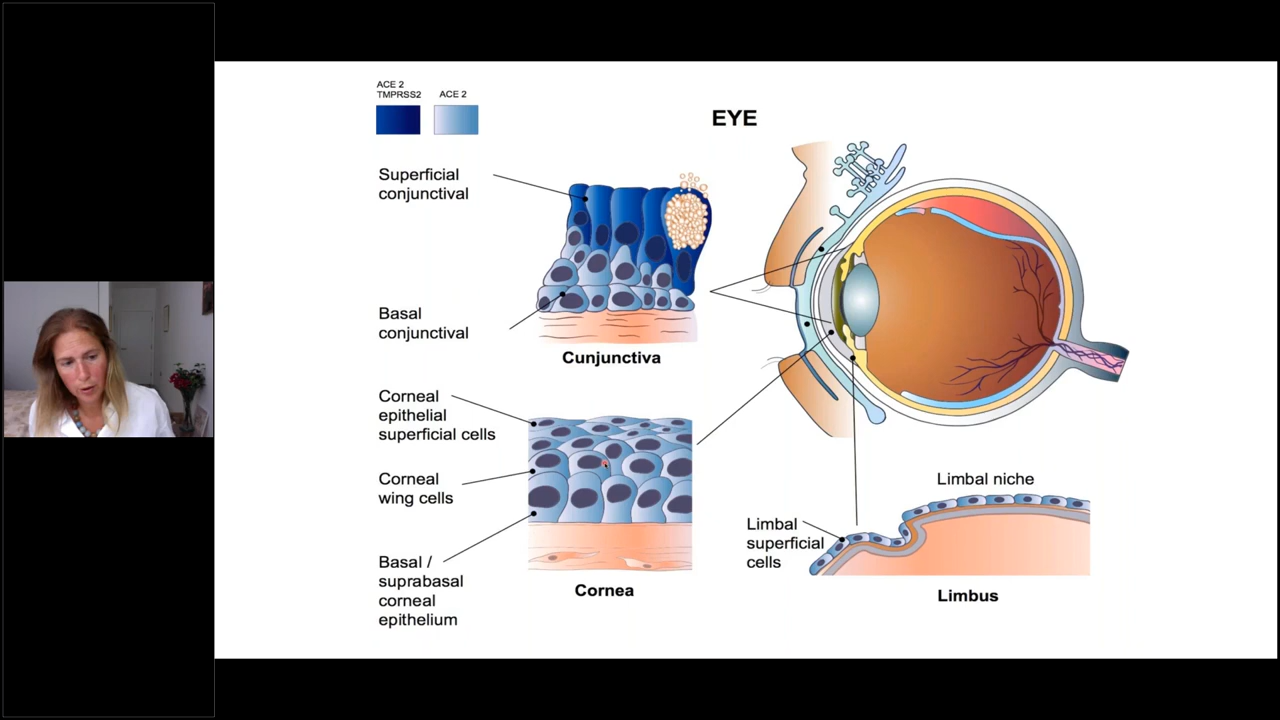 ACE 2
TMPRSS2
ACE 2
EYE
Superficial
conjunctival
Basal
conjunctival
Cunjunctiva
Corneal
epithelial
superficial cells
Corneal
wing cells
Basal /
suprabasal
corneal
epithelium
Cornea
Limbal niche
Limbal
superficial
cells
Limbus